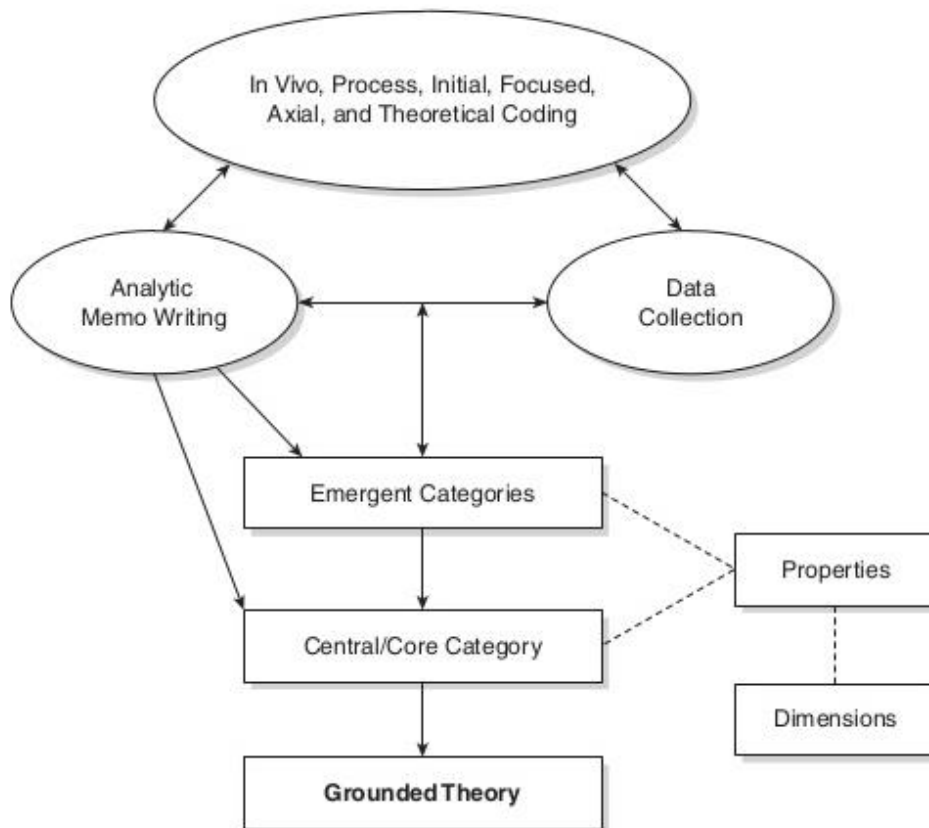 In Vivo, Process, Initial, Focused,
Axial, and Theoretical Coding
Analytic
Memo Writing
Data
Collection
Emergent Categories
Properties
Central/Core Category
Dimensions
Grounded Theory